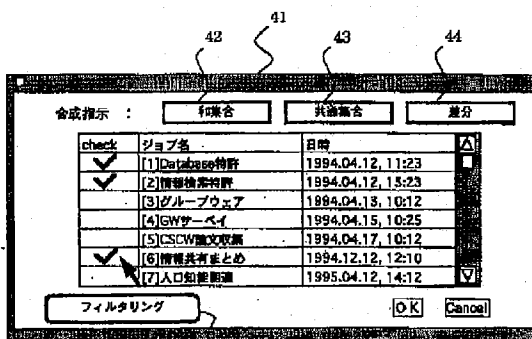 41
42
43
44
合成指示 :
和集合
共通集合
差分
check ジョブ名 日時
[1]Database特許 1994.04.12, 11:23
[2]情報検索特許 1994.04.12, 13:23
[3]グループウェア 1994.04.13, 10:12
[4]GWサーベイ 1994.04.15, 10:25
[5]CSCW論文収集 1994.04.17, 10:12
[6]情報共有まとめ 1994.12.12, 12:10
[7]人口知能関連 1995.04.12, 14:12
フィルタリング
OK
Cancel